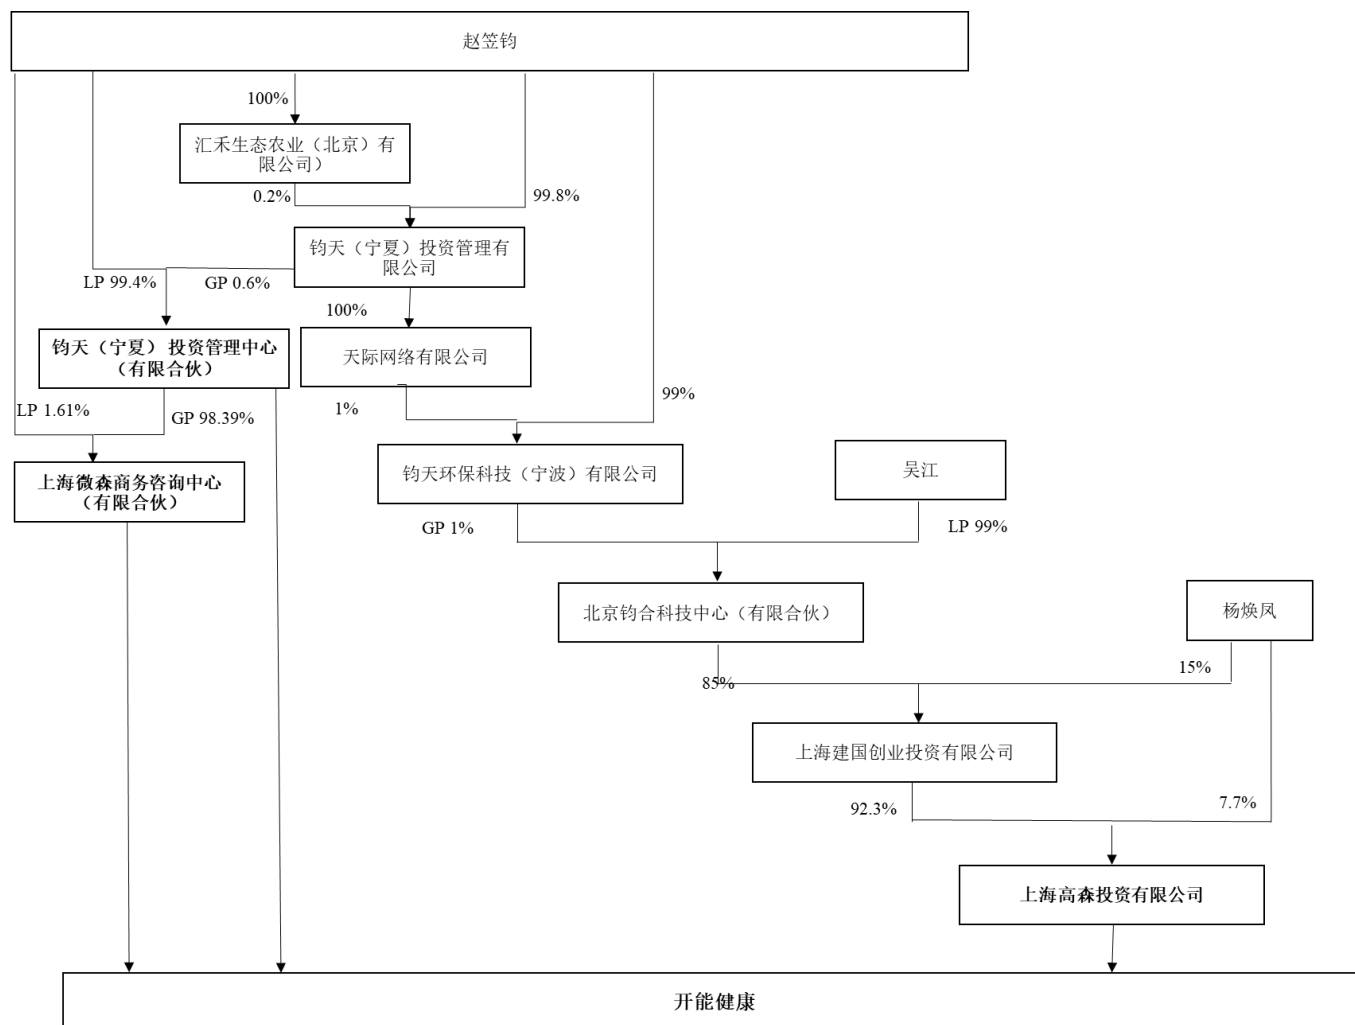 赵笠钧
100%
汇禾生态农业（北京）有
限公司）
0.2%
99.8%
钧天（宁夏）投资管理有
限公司
LP 99.4%
GP 0.6%
100%
钧天（宁夏） 投资管理中心
（有限合伙）
天际网络有限公司
LP 1.61%
GP 98.39%
1%
99%
上海微森商务咨询中心
（有限合伙）
钧天环保科技（宁波）有限公司
吴江
GP 1%
LP 99%
北京钧合科技中心（有限合伙）
杨焕凤
85%
15%
上海建国创业投资有限公司
92.3%
7.7%
上海高森投资有限公司
开能健康